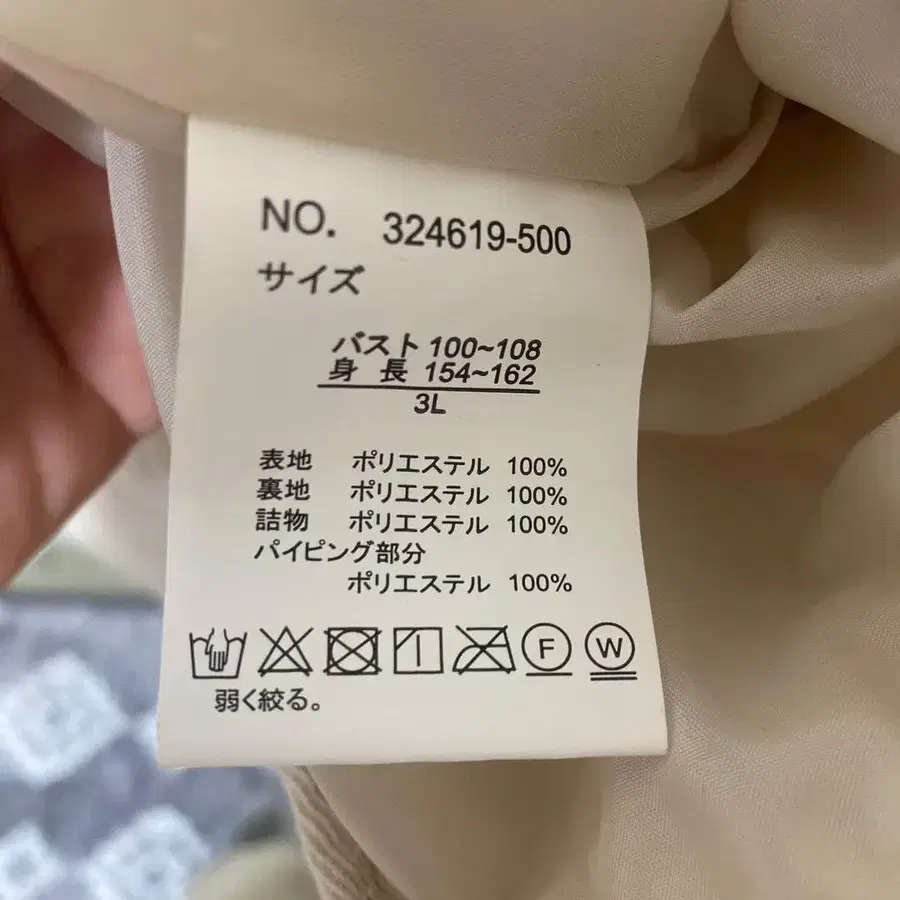 NO. 324619-500
サイズ
バスト 100~108
身 長 154~162
3L
表地 ポリエステル 100%
裏地 ポリエステル 100%
詰物 ポリエステル 100%
パイピング部分
ポリエステル 100%
F W
弱く絞る。